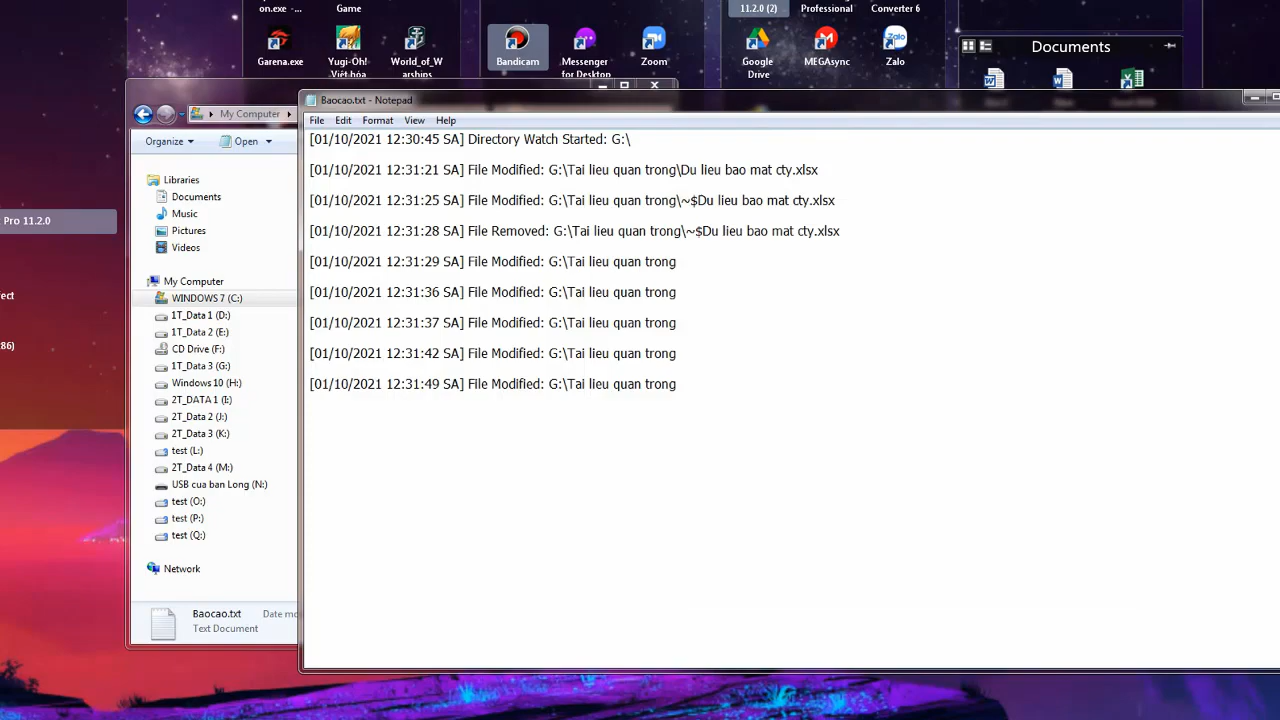 on.exe -...
Game
11.2.0 (2)
Professional
Converter 6
Garena.exe
Yugi-Oh! Việt hóa
World_of_Warships
Bandicam
Messenger for Desktop
Zoom
Google Drive
MEGAsync
Zalo
Documents
My Computer
Organize
Open
Libraries
Documents
Music
Pictures
Videos
My Computer
WINDOWS 7 (C:)
1T_Data 1 (D:)
1T_Data 2 (E:)
CD Drive (F:)
1T_Data 3 (G:)
Windows 10 (H:)
2T_DATA 1 (I:)
2T_Data 2 (J:)
2T_Data 3 (K:)
test (L:)
2T_Data 4 (M:)
USB cua ban Long (N:)
test (O:)
test (P:)
test (Q:)
Network
Baocao.txt
Date mo
Text Document
Pro 11.2.0
fect
86)
Baocao.txt - Notepad
File Edit Format View Help
[01/10/2021 12:30:45 SA] Directory Watch Started: G:\
[01/10/2021 12:31:21 SA] File Modified: G:\Tai lieu quan trong\Du lieu bao mat cty.xlsx
[01/10/2021 12:31:25 SA] File Modified: G:\Tai lieu quan trong\~$Du lieu bao mat cty.xlsx
[01/10/2021 12:31:28 SA] File Removed: G:\Tai lieu quan trong\~$Du lieu bao mat cty.xlsx
[01/10/2021 12:31:29 SA] File Modified: G:\Tai lieu quan trong
[01/10/2021 12:31:36 SA] File Modified: G:\Tai lieu quan trong
[01/10/2021 12:31:37 SA] File Modified: G:\Tai lieu quan trong
[01/10/2021 12:31:42 SA] File Modified: G:\Tai lieu quan trong
[01/10/2021 12:31:49 SA] File Modified: G:\Tai lieu quan trong